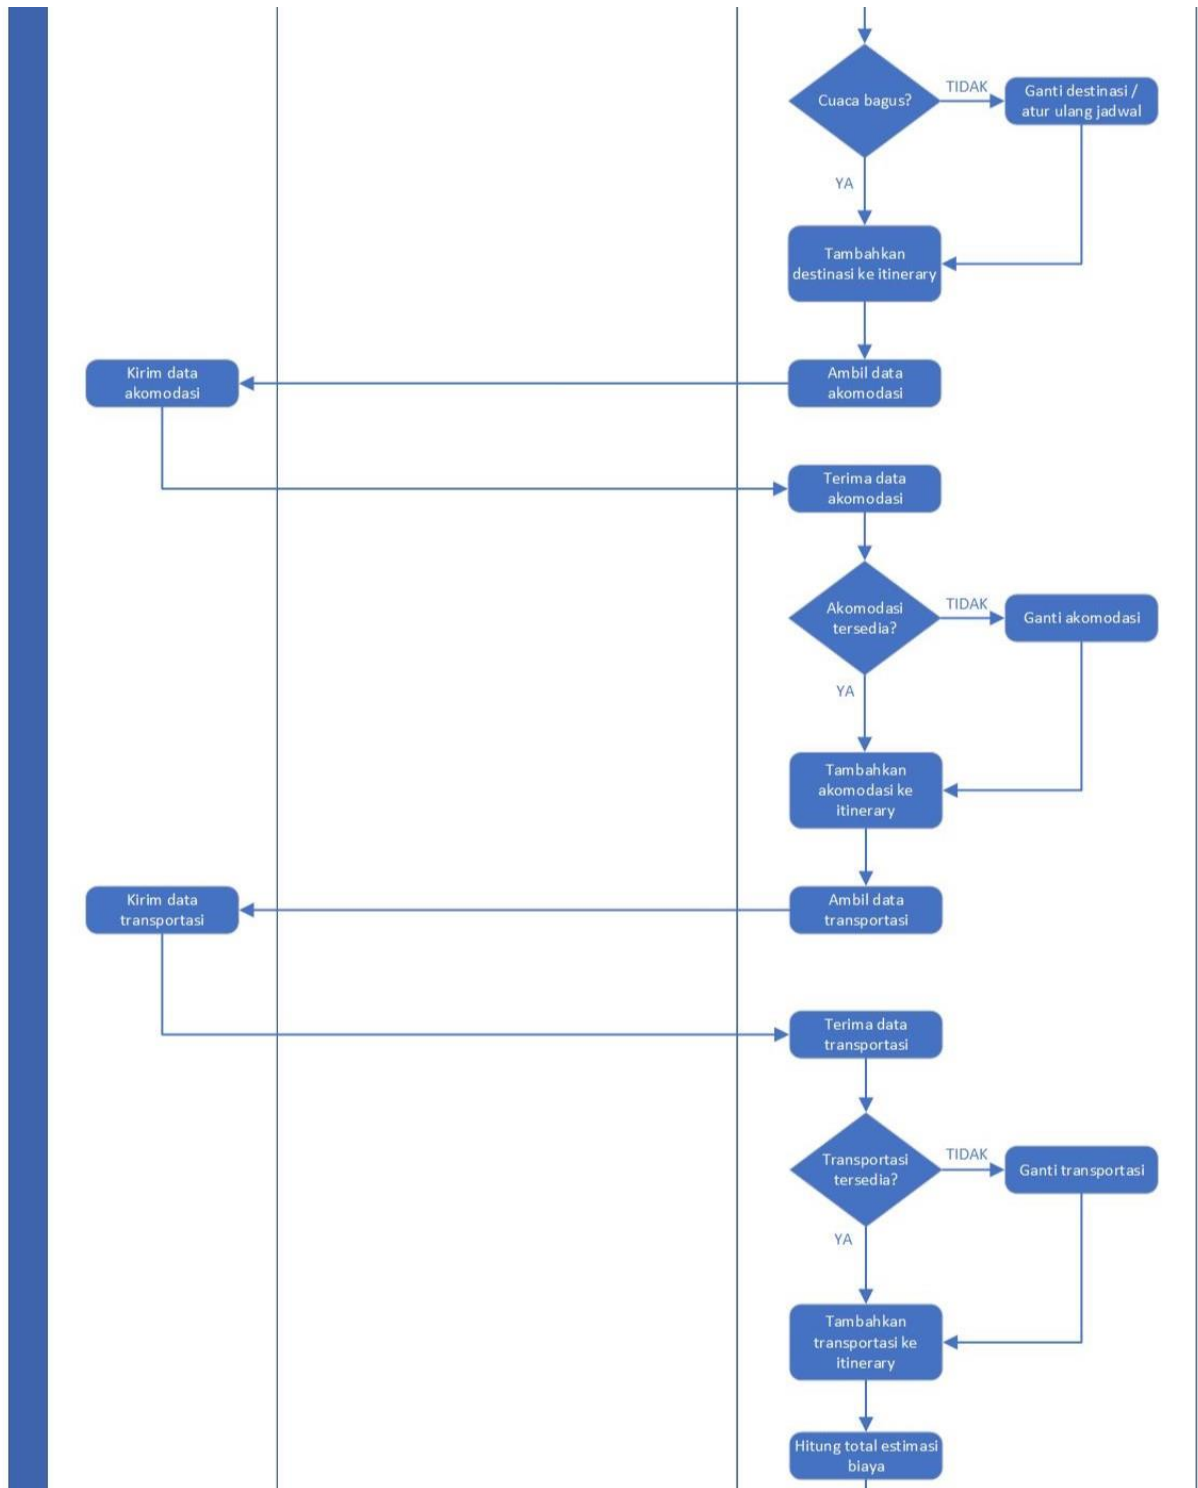 Cuaca bagus?
TIDAK
Ganti destinasi /
atur ulang jadwal
YA
Tambahkan
destinasi ke itinerary
Kirim data
akomodasi
Ambil data
akomodasi
Terima data
akomodasi
Akomodasi
tersedia?
TIDAK
Ganti akomodasi
YA
Tambahkan
akomodasi ke
itinerary
Kirim data
transportasi
Ambil data
transportasi
Terima data
transportasi
Transportasi
tersedia?
TIDAK
Ganti transportasi
YA
Tambahkan
transportasi ke
itinerary
Hitung total estimasi
biaya